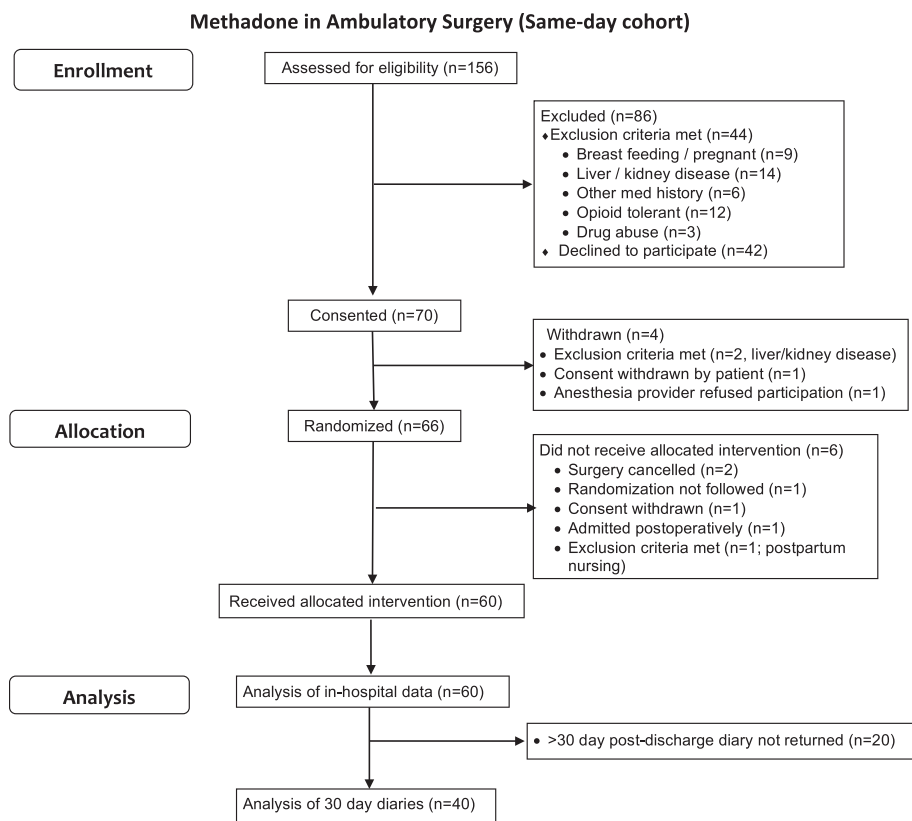 Methadone in Ambulatory Surgery (Same-day cohort)
Enrollment
Assessed for eligibility (n=156)
Excluded (n=86)
♦Exclusion criteria met (n=44)
• Breast feeding / pregnant (n=9)
• Liver / kidney disease (n=14)
• Other med history (n=6)
• Opioid tolerant (n=12)
• Drug abuse (n=3)
♦ Declined to participate (n=42)
Consented (n=70)
Withdrawn (n=4)
• Exclusion criteria met (n=2, liver/kidney disease)
• Consent withdrawn by patient (n=1)
• Anesthesia provider refused participation (n=1)
Allocation
Randomized (n=66)
Did not receive allocated intervention (n=6)
• Surgery cancelled (n=2)
• Randomization not followed (n=1)
• Consent withdrawn (n=1)
• Admitted postoperatively (n=1)
• Exclusion criteria met (n=1; postpartum
nursing)
Received allocated intervention (n=60)
Analysis
Analysis of in-hospital data (n=60)
• >30 day post-discharge diary not returned (n=20)
Analysis of 30 day diaries (n=40)